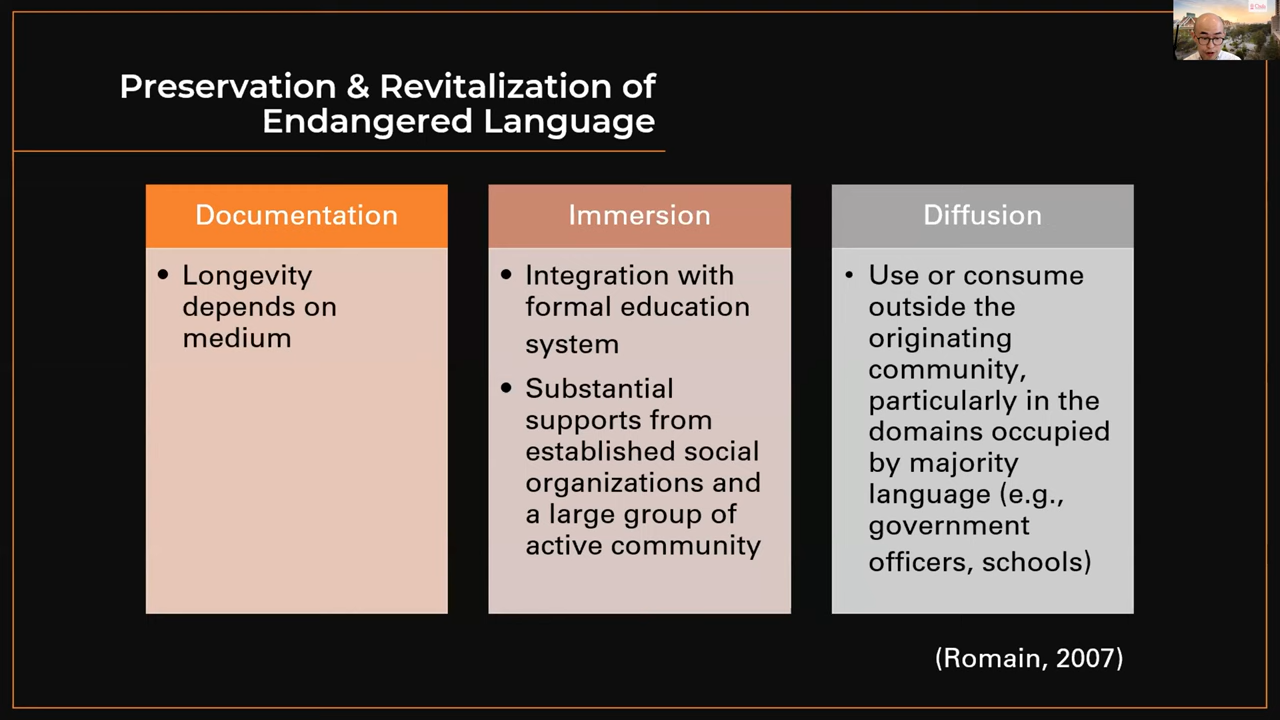 Preservation & Revitalization of
Endangered Language
Documentation
• Longevity
depends on
medium
Immersion
• Integration with
formal education
system
• Substantial
supports from
established social
organizations and
a large group of
active community
Diffusion
• Use or consume
outside the
originating
community,
particularly in the
domains occupied
by majority
language (e.g.,
government
officers, schools)
(Romain, 2007)